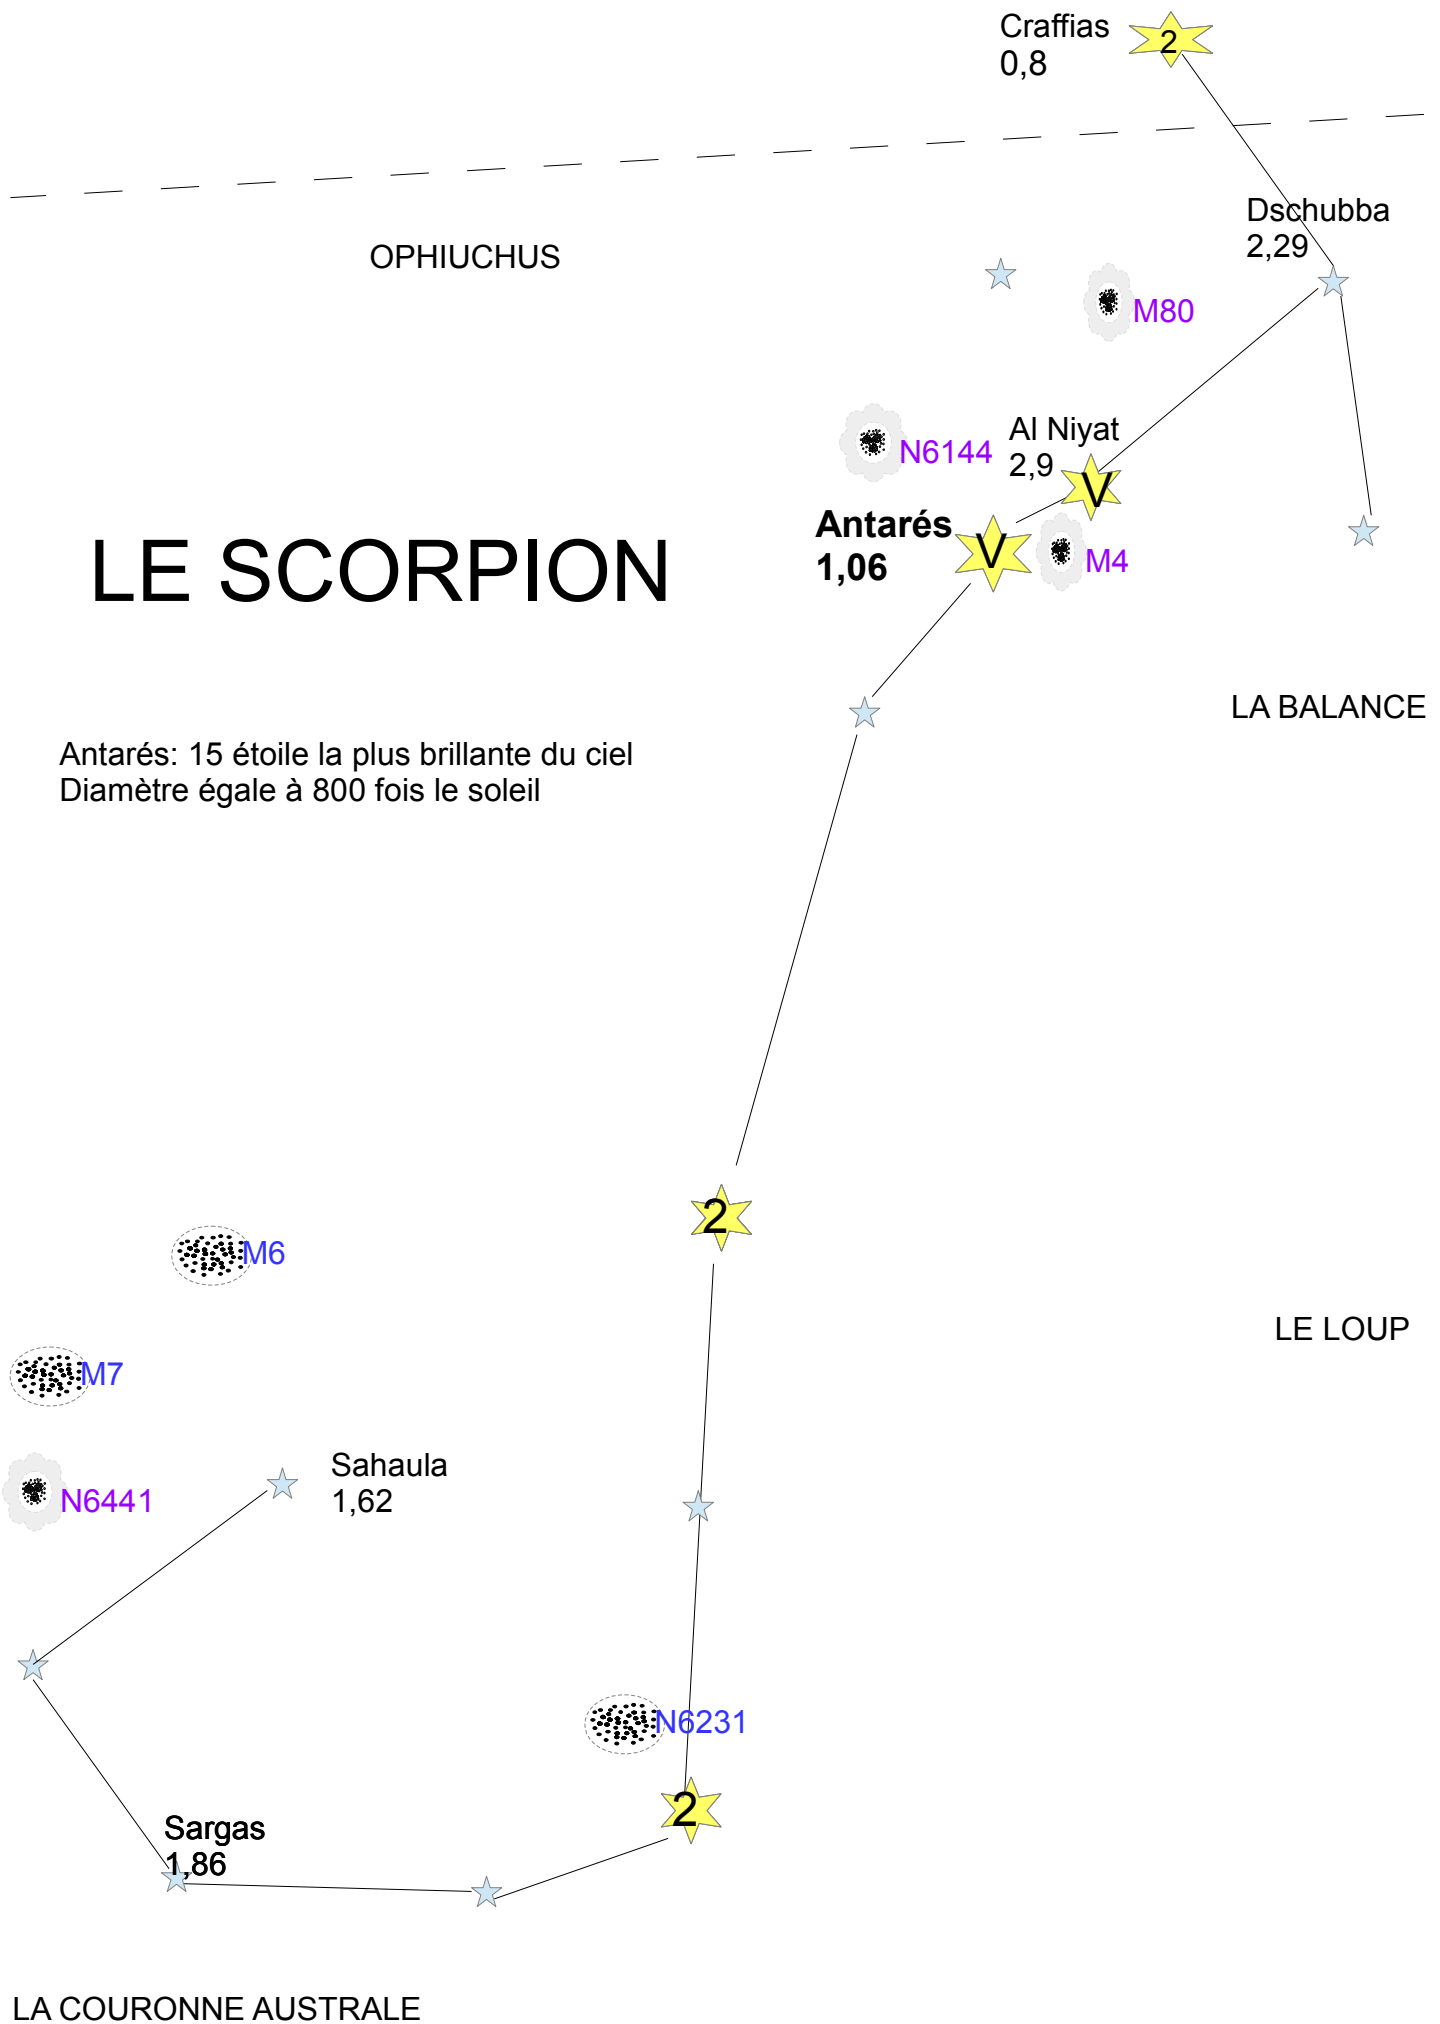 Craffias
0,8
2
Dschubba
2,29
OPHIUCHUS
M80
N6144
Al Niyat
2,9
V
Antarés
1,06
V
M4
LE SCORPION
LA BALANCE
Antarés: 15 étoile la plus brillante du ciel
Diamètre égale à 800 fois le soleil
2
M6
LE LOUP
M7
Sahaula
1,62
N6441
N6231
2
Sargas
1,86
LA COURONNE AUSTRALE